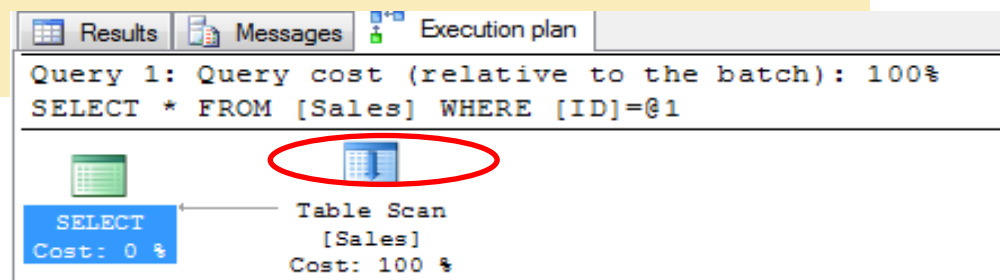 Results Messages Execution plan
Query 1: Query cost (relative to the batch): 100%
SELECT * FROM [Sales] WHERE [ID]=@1
SELECT
Cost: 0 %
Table Scan
[Sales]
Cost: 100 %